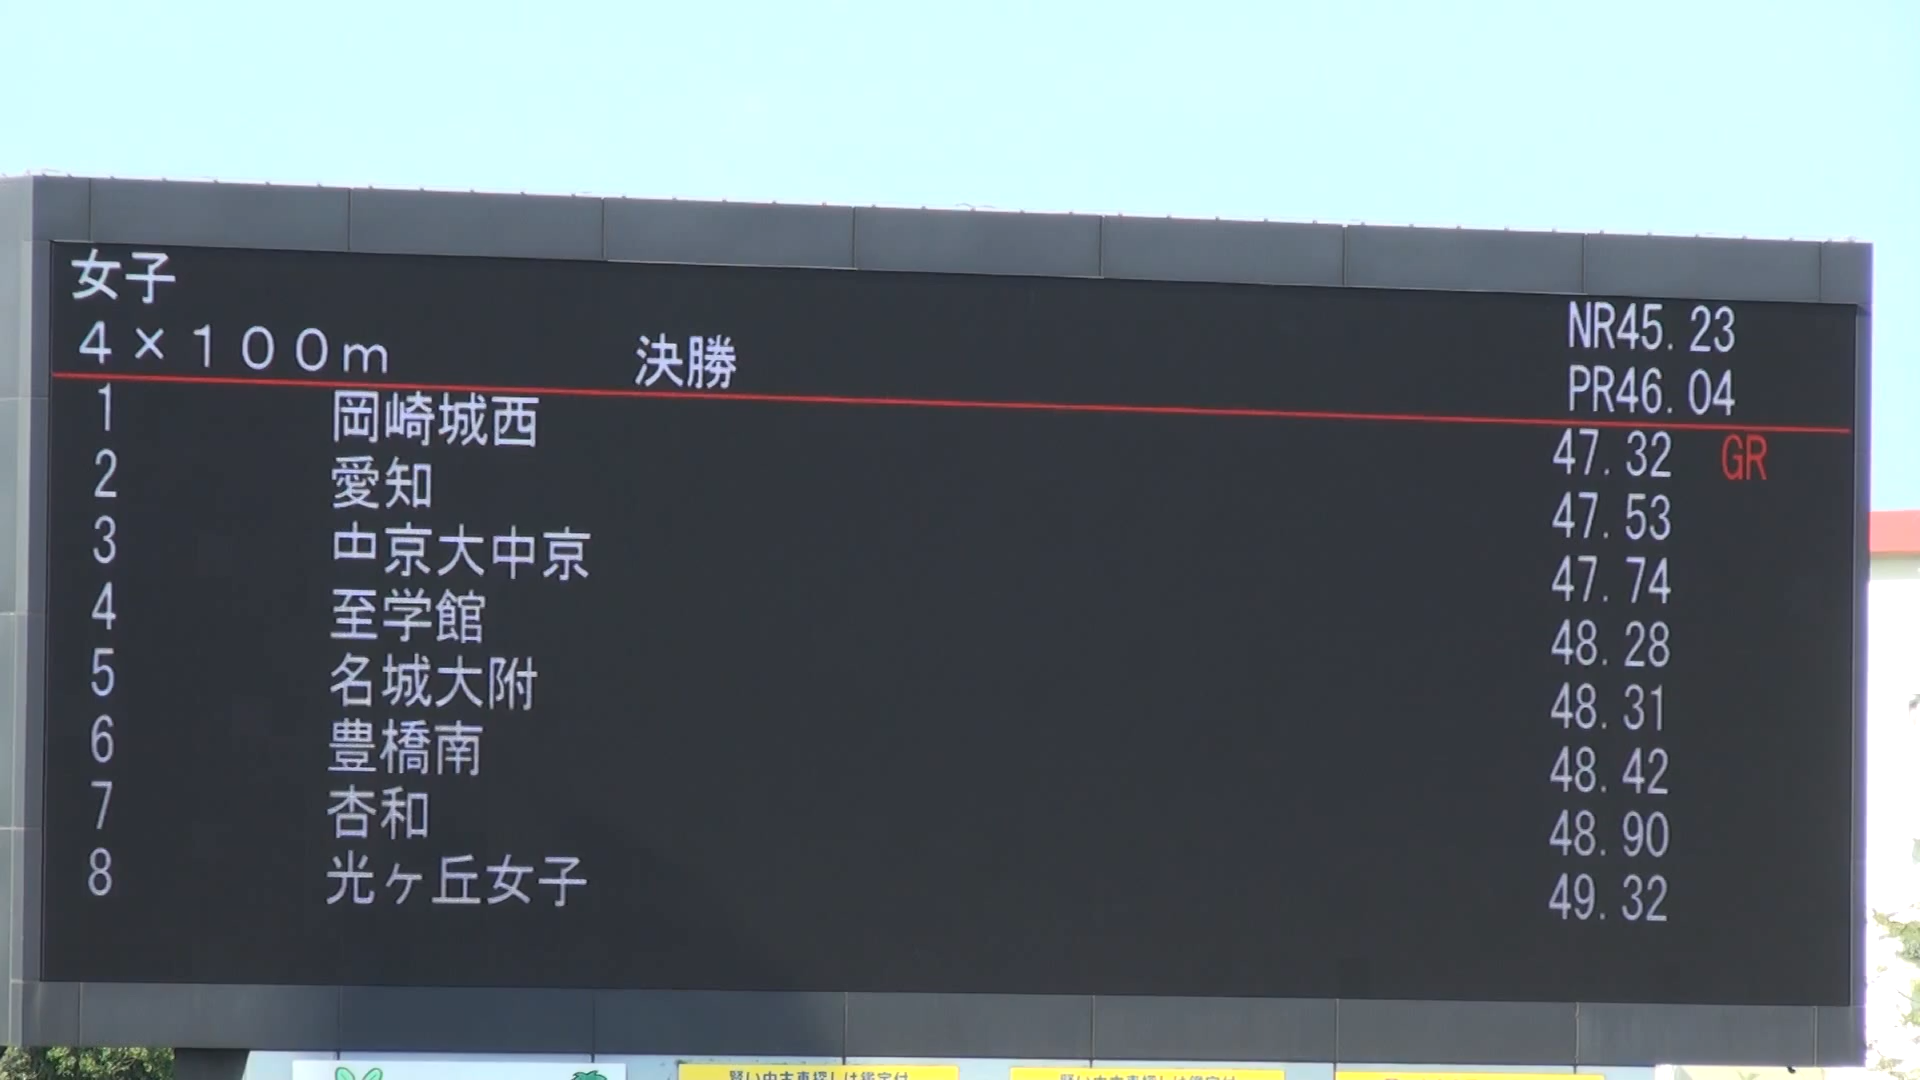 女子
NR45.23
4×100m 決勝
PR46.04
1 岡崎城西 47.32 GR
2 愛知 47.53
3 中京大中京 47.74
4 至学館 48.28
5 名城大附 48.31
6 豊橋南 48.42
7 杏和 48.90
8 光ヶ丘女子 49.32